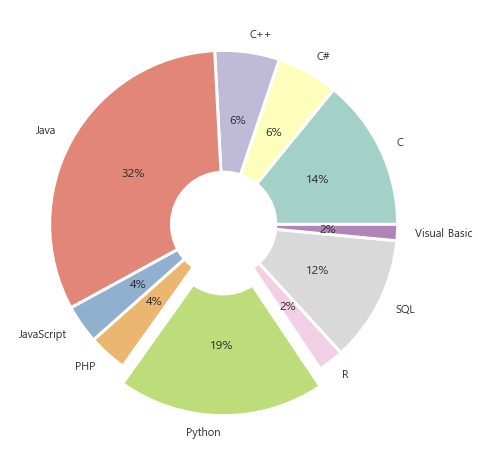 C++
C#
6%
6%
Java
C
32%
14%
2%
Visual Basic
12%
4%
4%
2%
SQL
JavaScript
19%
PHP
R
Python